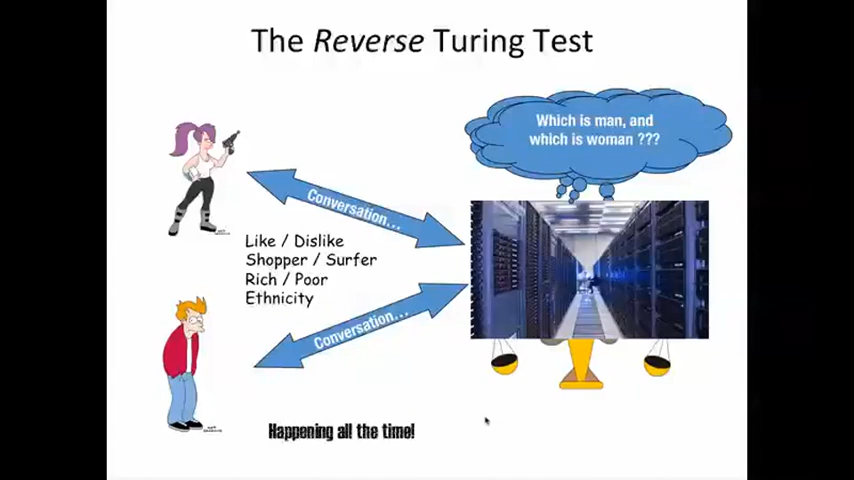 The Reverse Turing Test
Which is man, and
which is woman ???
Conversation...
Like / Dislike
Shopper / Surfer
Rich / Poor
Ethnicity
Conversation...
Happening all the time!